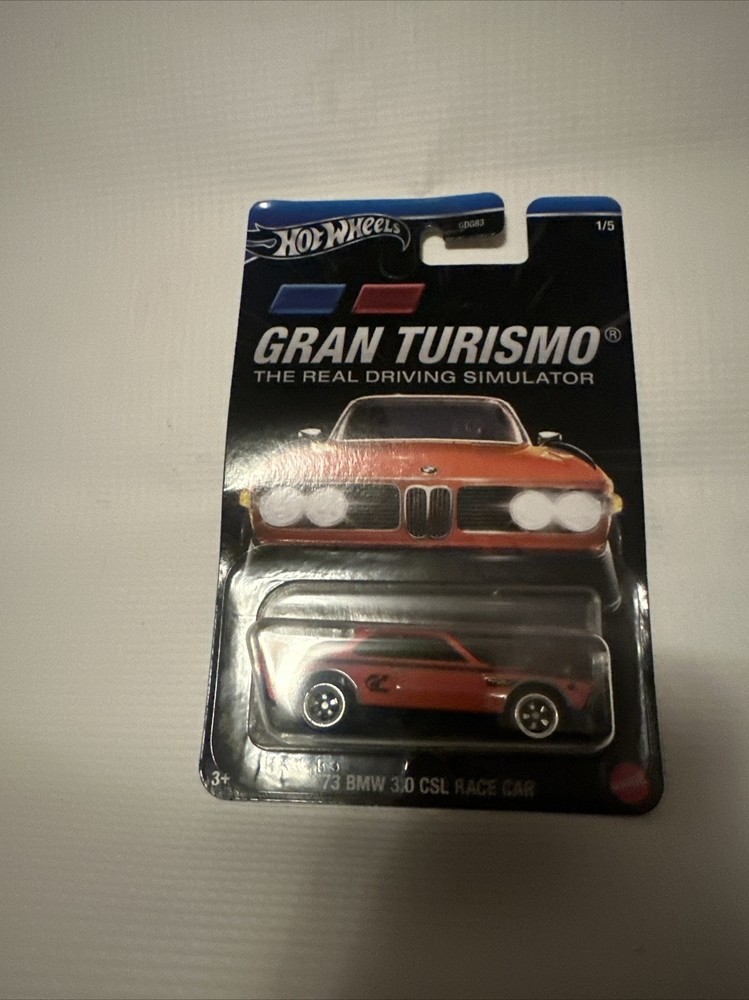 HOT WHEELS
GDG83
1/5
GRAN TURISMO®
THE REAL DRIVING SIMULATOR
3+
'73 BMW 3.0 CSL RACE CAR